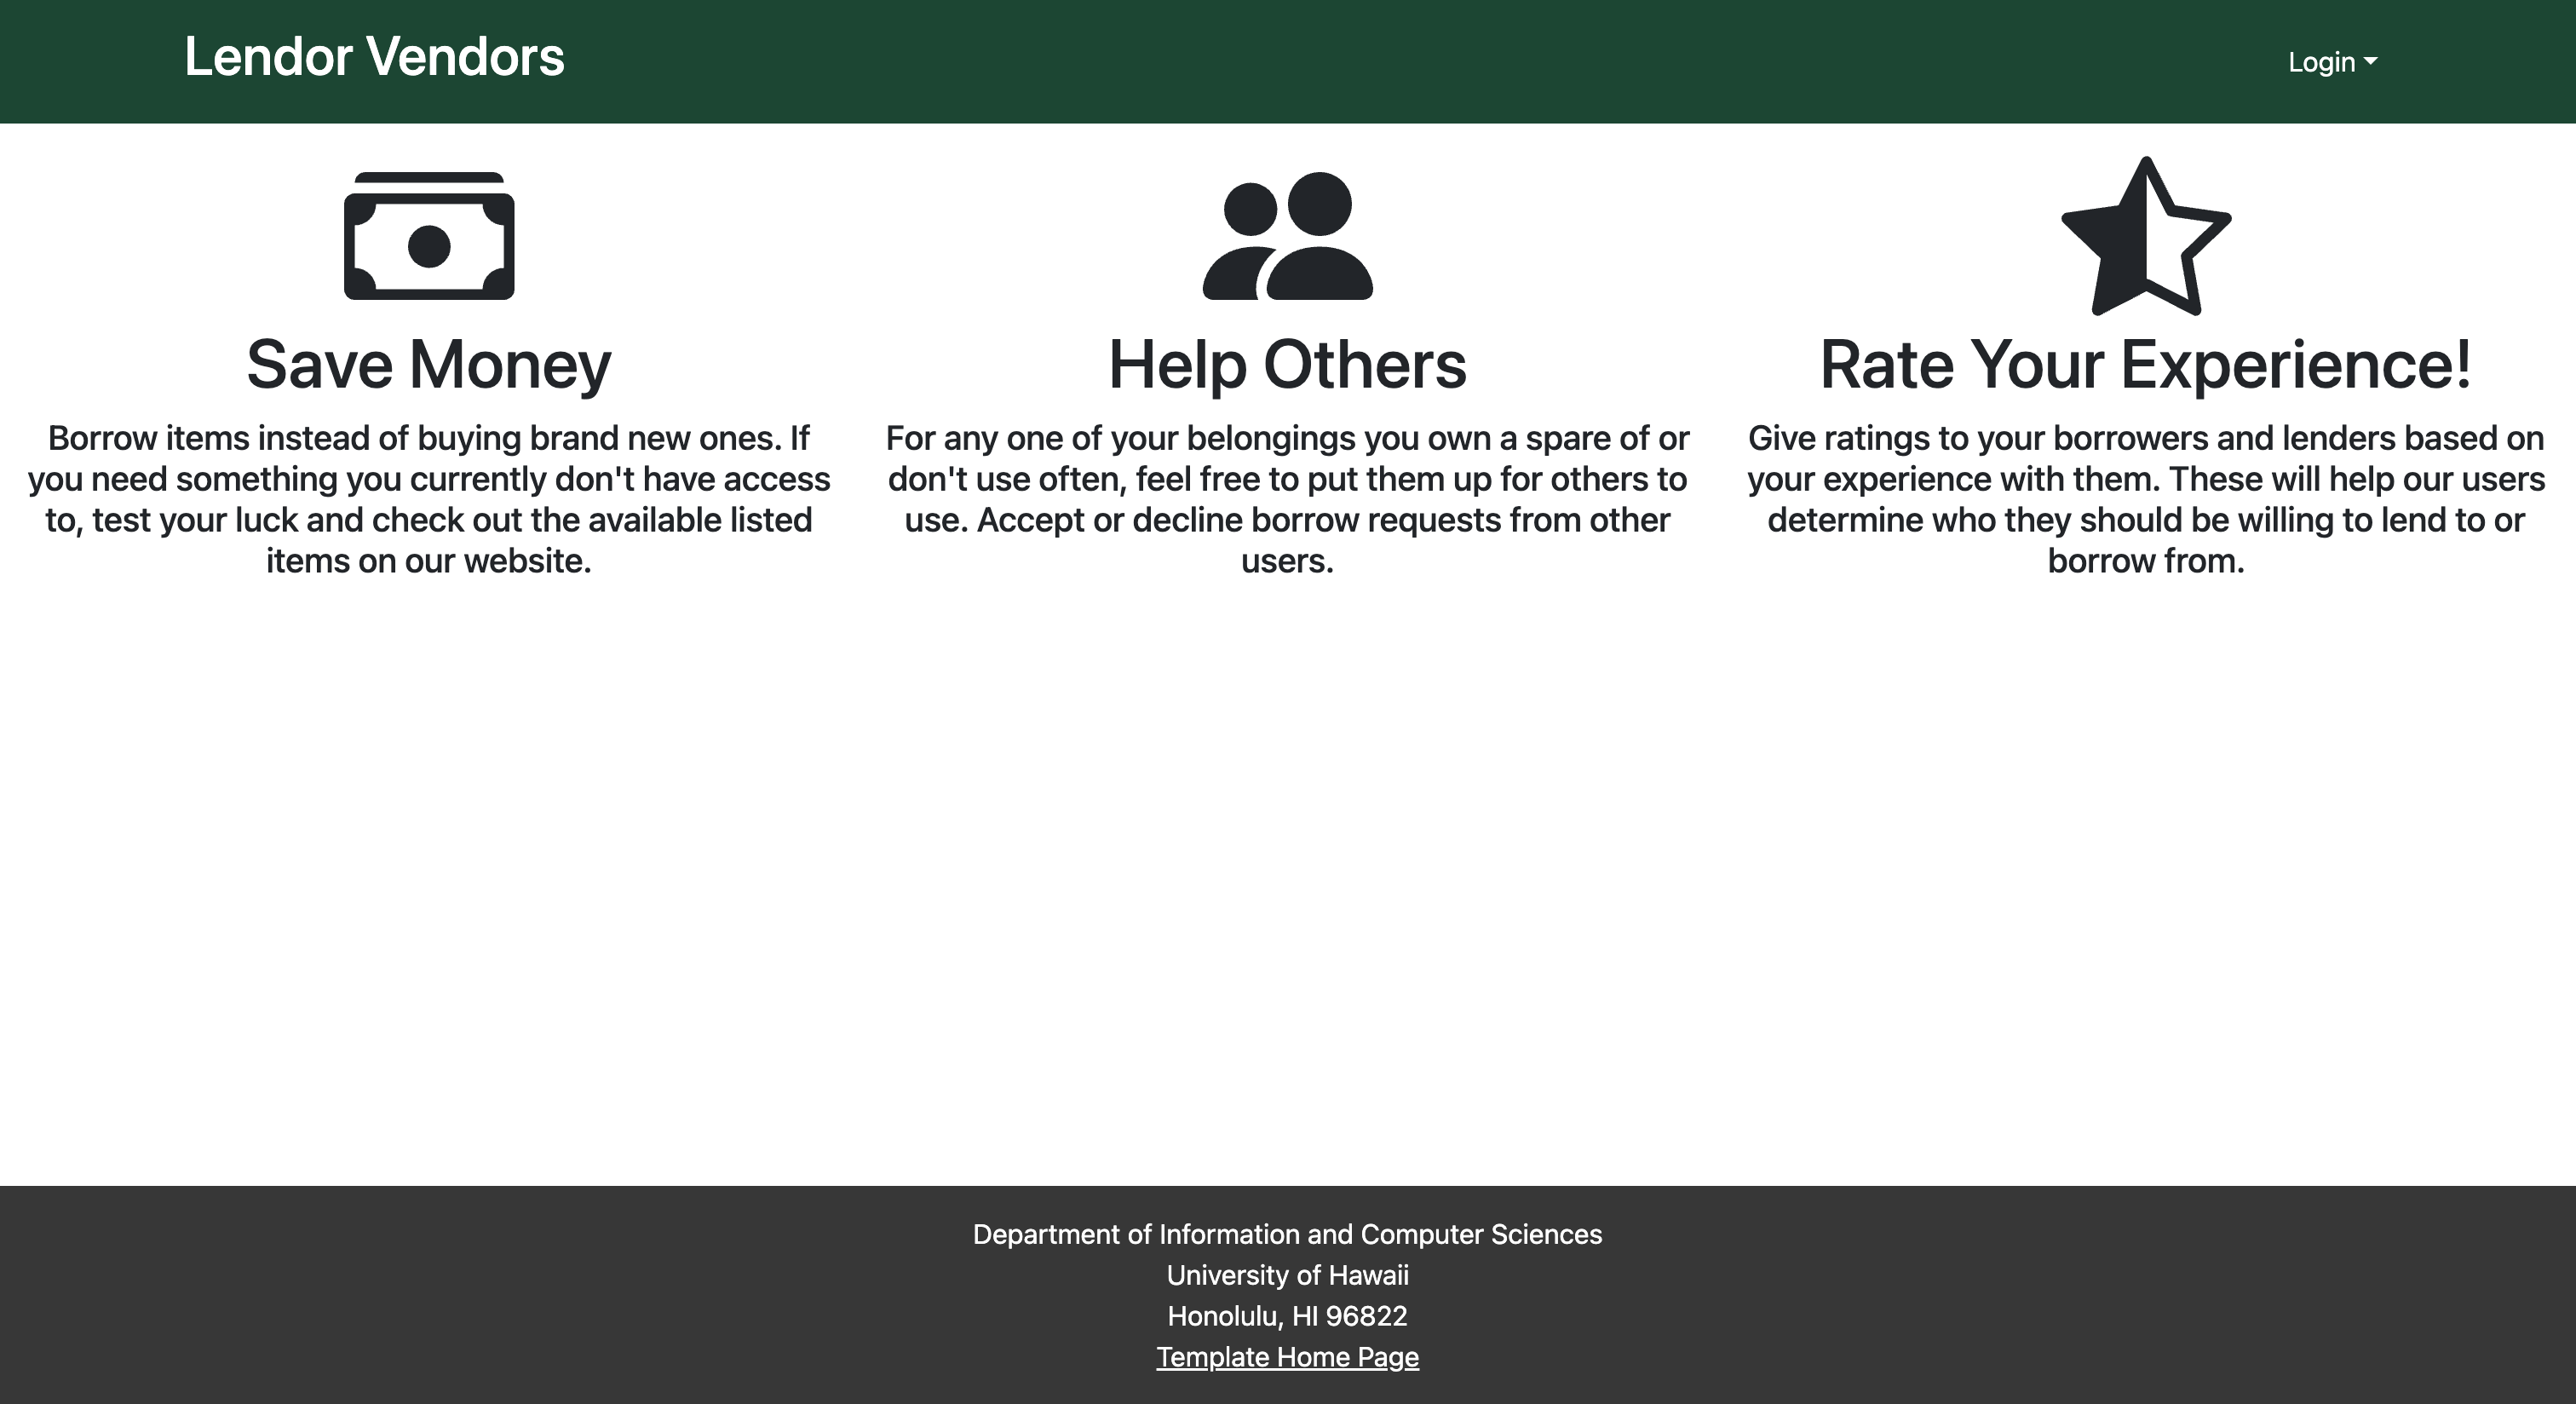 Lendor Vendors
Login
Save Money
Borrow items instead of buying brand new ones. If
you need something you currently don't have access
to, test your luck and check out the available listed
items on our website.
Help Others
For any one of your belongings you own a spare of or
don't use often, feel free to put them up for others to
use. Accept or decline borrow requests from other
users.
Rate Your Experience!
Give ratings to your borrowers and lenders based on
your experience with them. These will help our users
determine who they should be willing to lend to or
borrow from.
Department of Information and Computer Sciences
University of Hawaii
Honolulu, HI 96822
Template Home Page